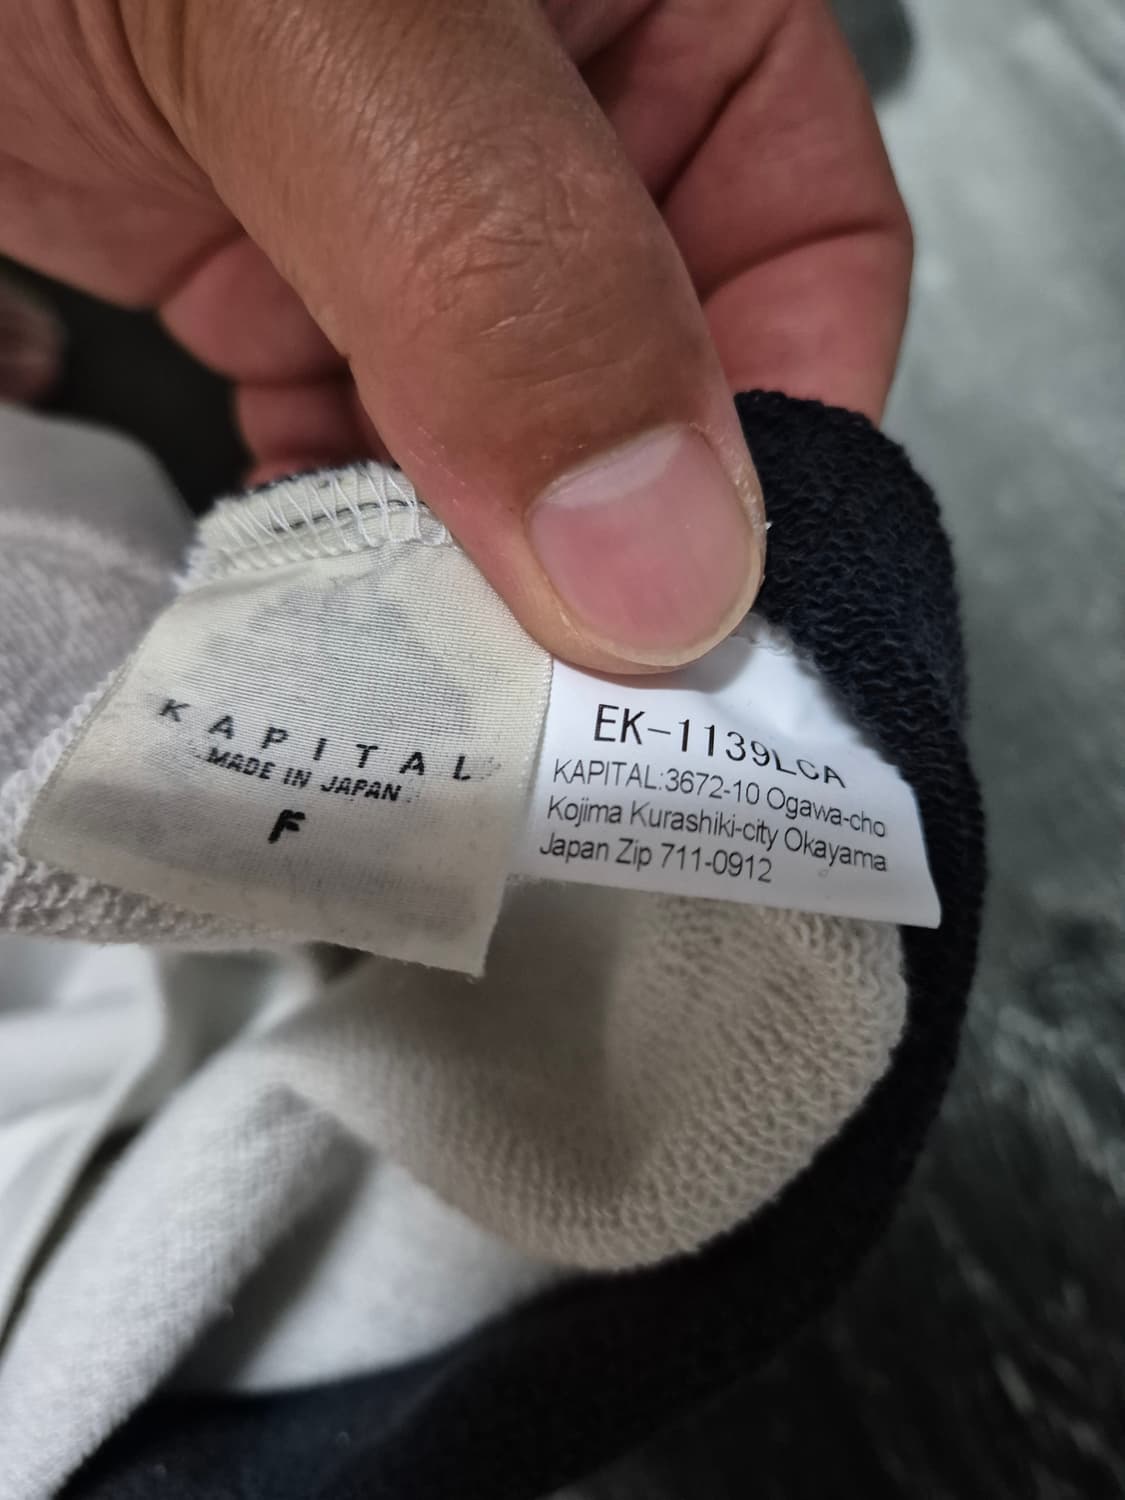 KAPITAL
MADE IN JAPAN
F
EK-1139LCA
KAPITAL:3672-10 Ogawa-cho
Kojima Kurashiki-city Okayama
Japan Zip 711-0912